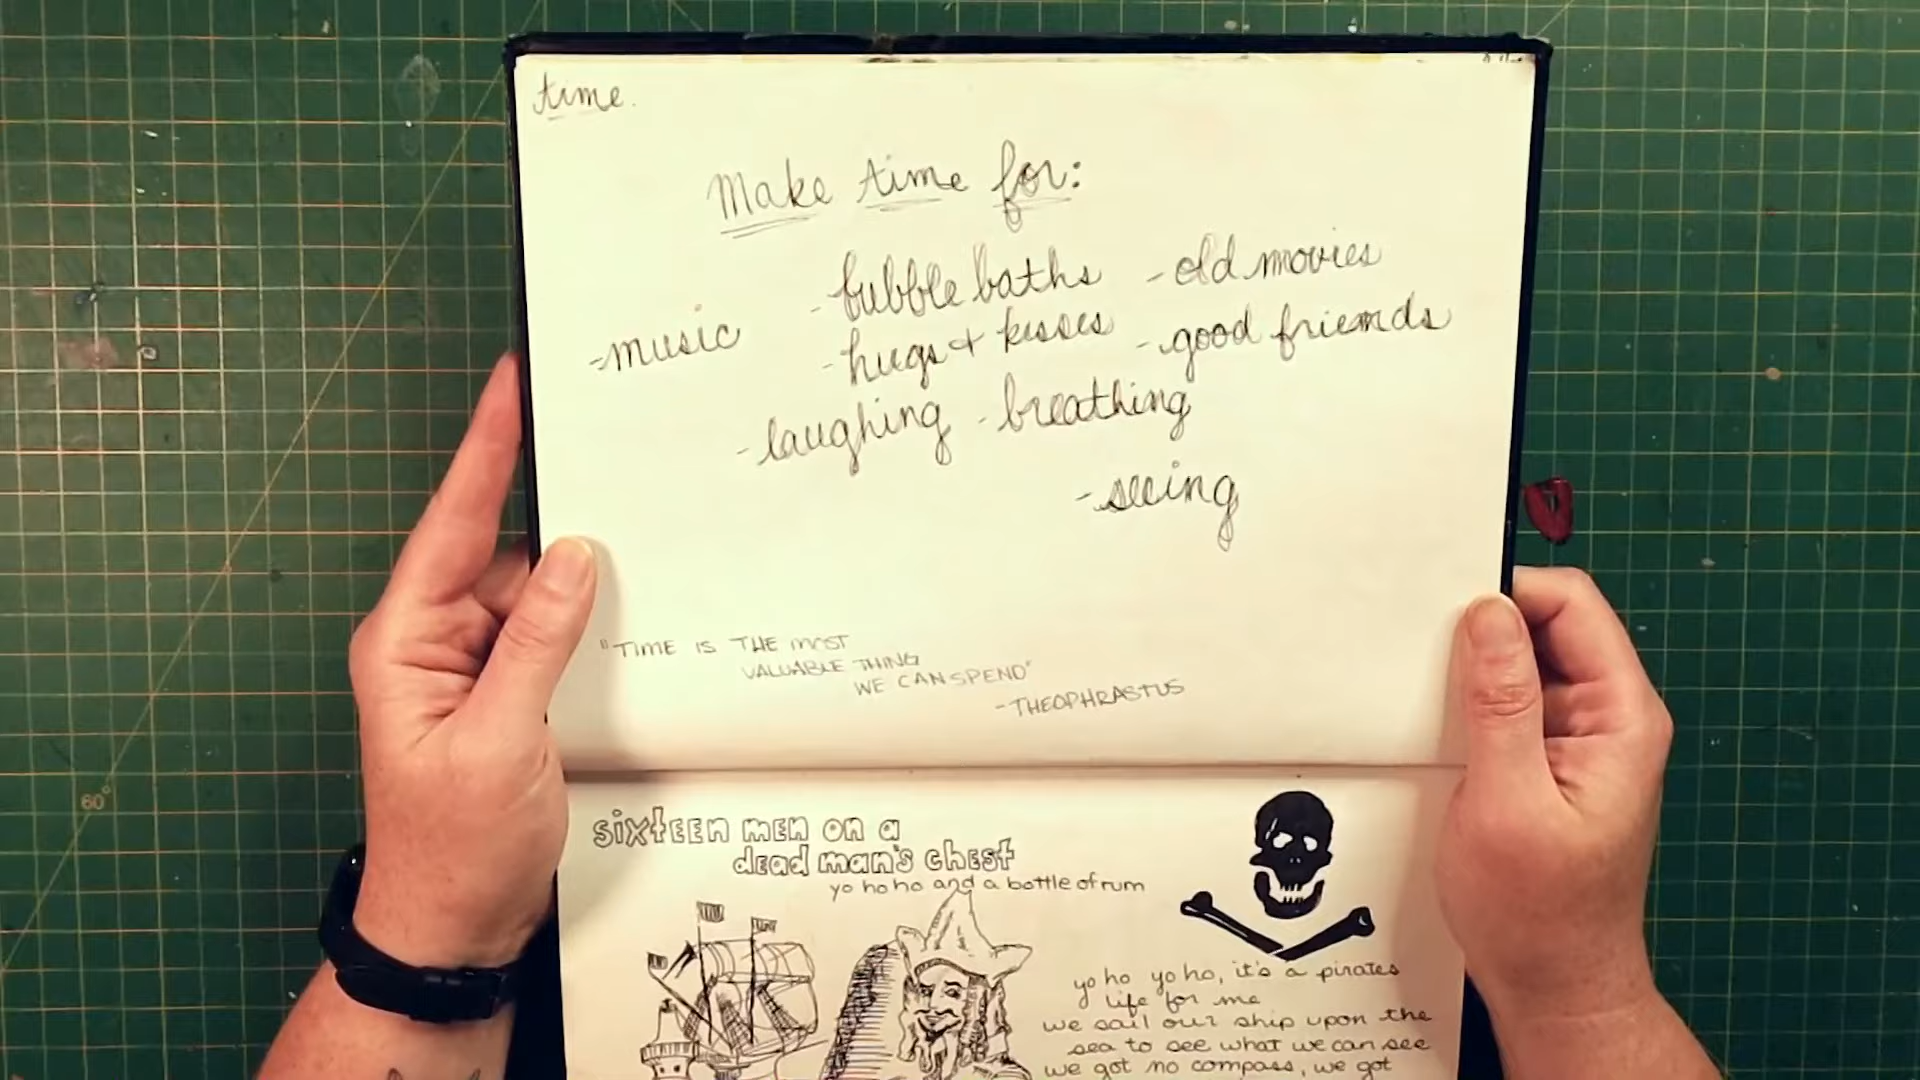 time.
Make time for:
- bubble baths - old movies
- music - hugs + kisses - good friends
- laughing - breathing
- seeing
"TIME IS THE MOST
VALUABLE THING
WE CAN SPEND"
- THEOPHRASTUS
sixteen men on a
dead man's chest
yo ho ho and a bottle of rum
yo ho yo ho, it's a pirates
life for me
we sail our ship upon the
sea to see what we can see
we got no compass, we got
60°